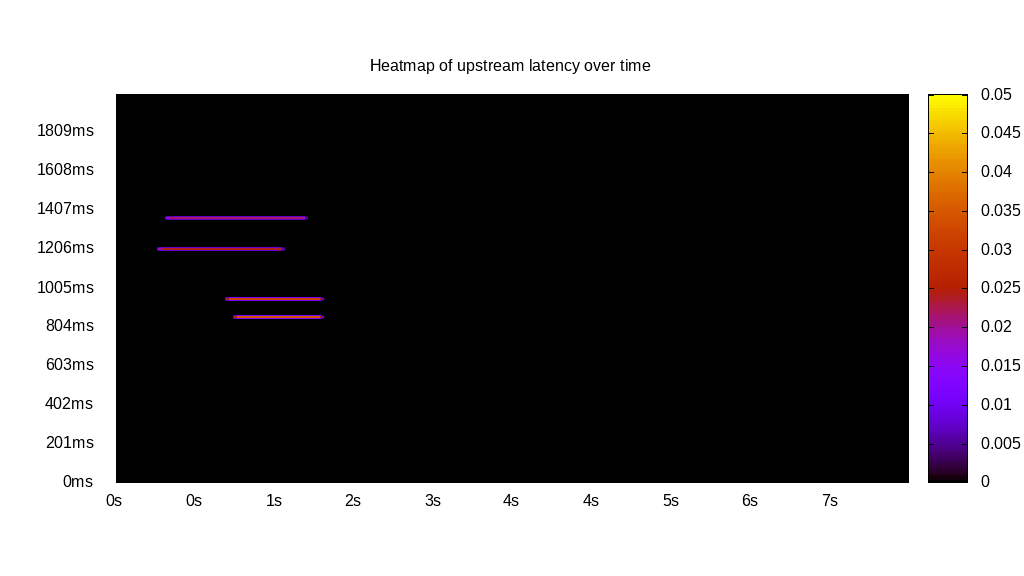 Heatmap of upstream latency over time
1809ms
1608ms
1407ms
1206ms
1005ms
804ms
603ms
402ms
201ms
0ms
0s 0s 1s 2s 3s 4s 4s 5s 6s 7s
0.05
0.045
0.04
0.035
0.03
0.025
0.02
0.015
0.01
0.005
0